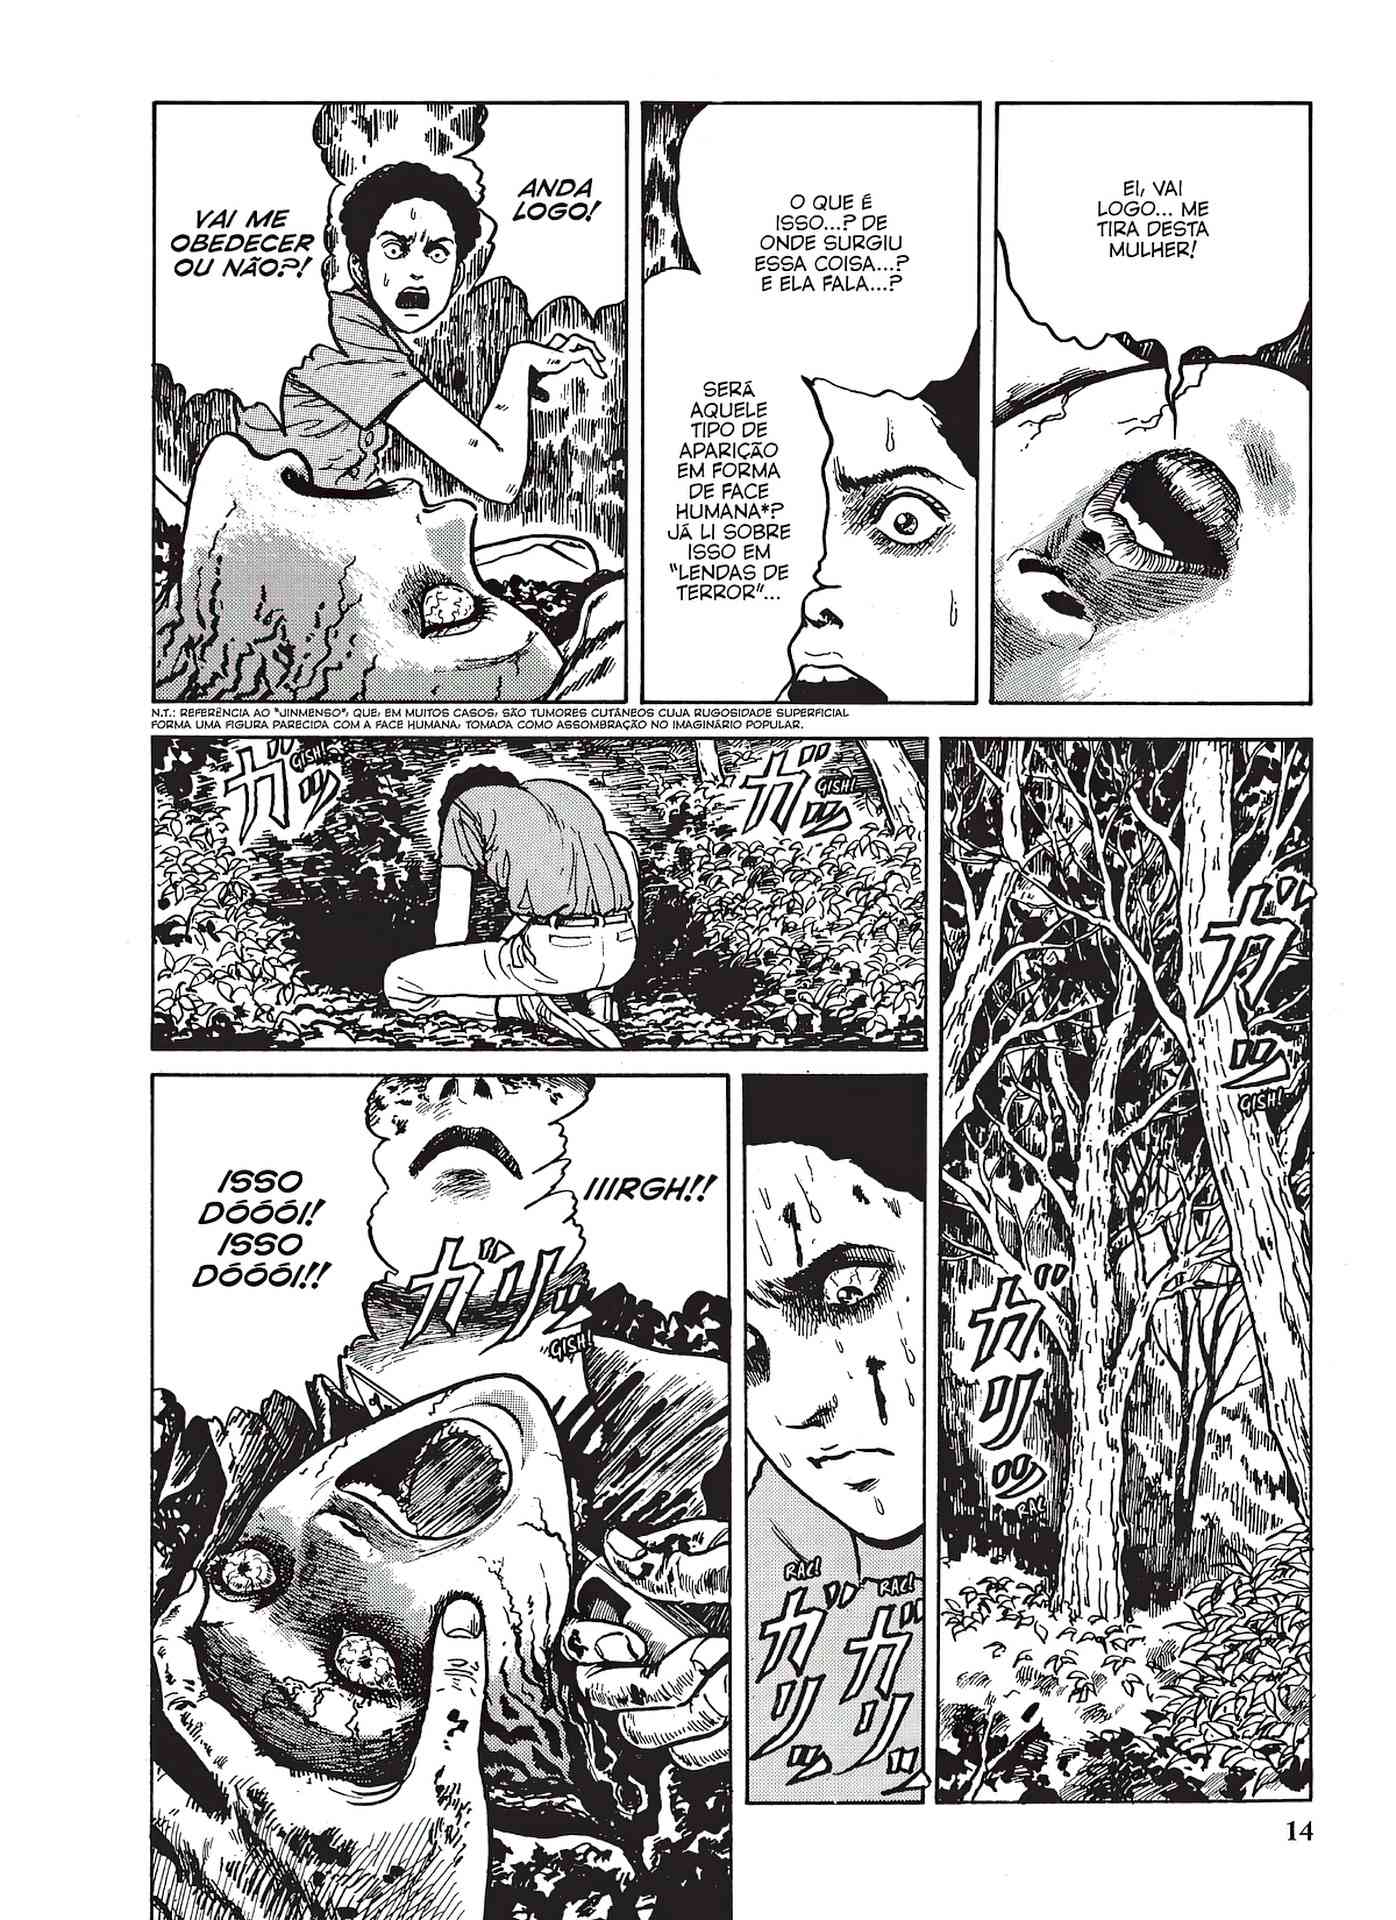 EI, VAI
LOGO... ME
TIRA DESTA
MULHER!
O QUE É
ISSO...? DE
ONDE SURGIU
ESSA COISA...?
E ELA FALA...?
SERÁ
AQUELE
TIPO DE
APARIÇÃO
EM FORMA
DE FACE
HUMANA*?
JÁ LI SOBRE
ISSO EM
“LENDAS DE
TERROR”...
ANDA
LOGO!
VAI ME
OBEDECER
OU NÃO?!
N.T.: REFERÊNCIA AO “JINMENSO”, QUE, EM MUITOS CASOS, SÃO TUMORES CUTÂNEOS CUJA RUGOSIDADE SUPERFICIAL
FORMA UMA FIGURA PARECIDA COM A FACE HUMANA, TOMADA COMO ASSOMBRAÇÃO NO IMAGINÁRIO POPULAR.
ガッ
GISH!
ガリッ
RAC
ガッ
GISH!
ガッ
GISH!
RAC!
ガリッ
RAC!
ガリッ
IIIRGH!!
ISSO
DÓÓÓI!
ISSO
DÓÓÓI!!
ガリッ
GISH!
14